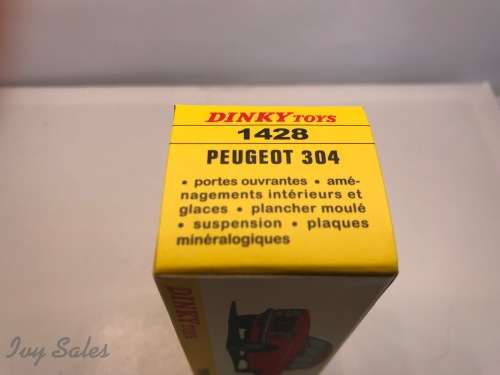 DINKY TOYS
1428
PEUGEOT 304
• portes ouvrantes • amé-
nagements intérieurs et
glaces • plancher moulé
• suspension • plaques
minéralogiques
DINKY TOYS
Ivy Sales